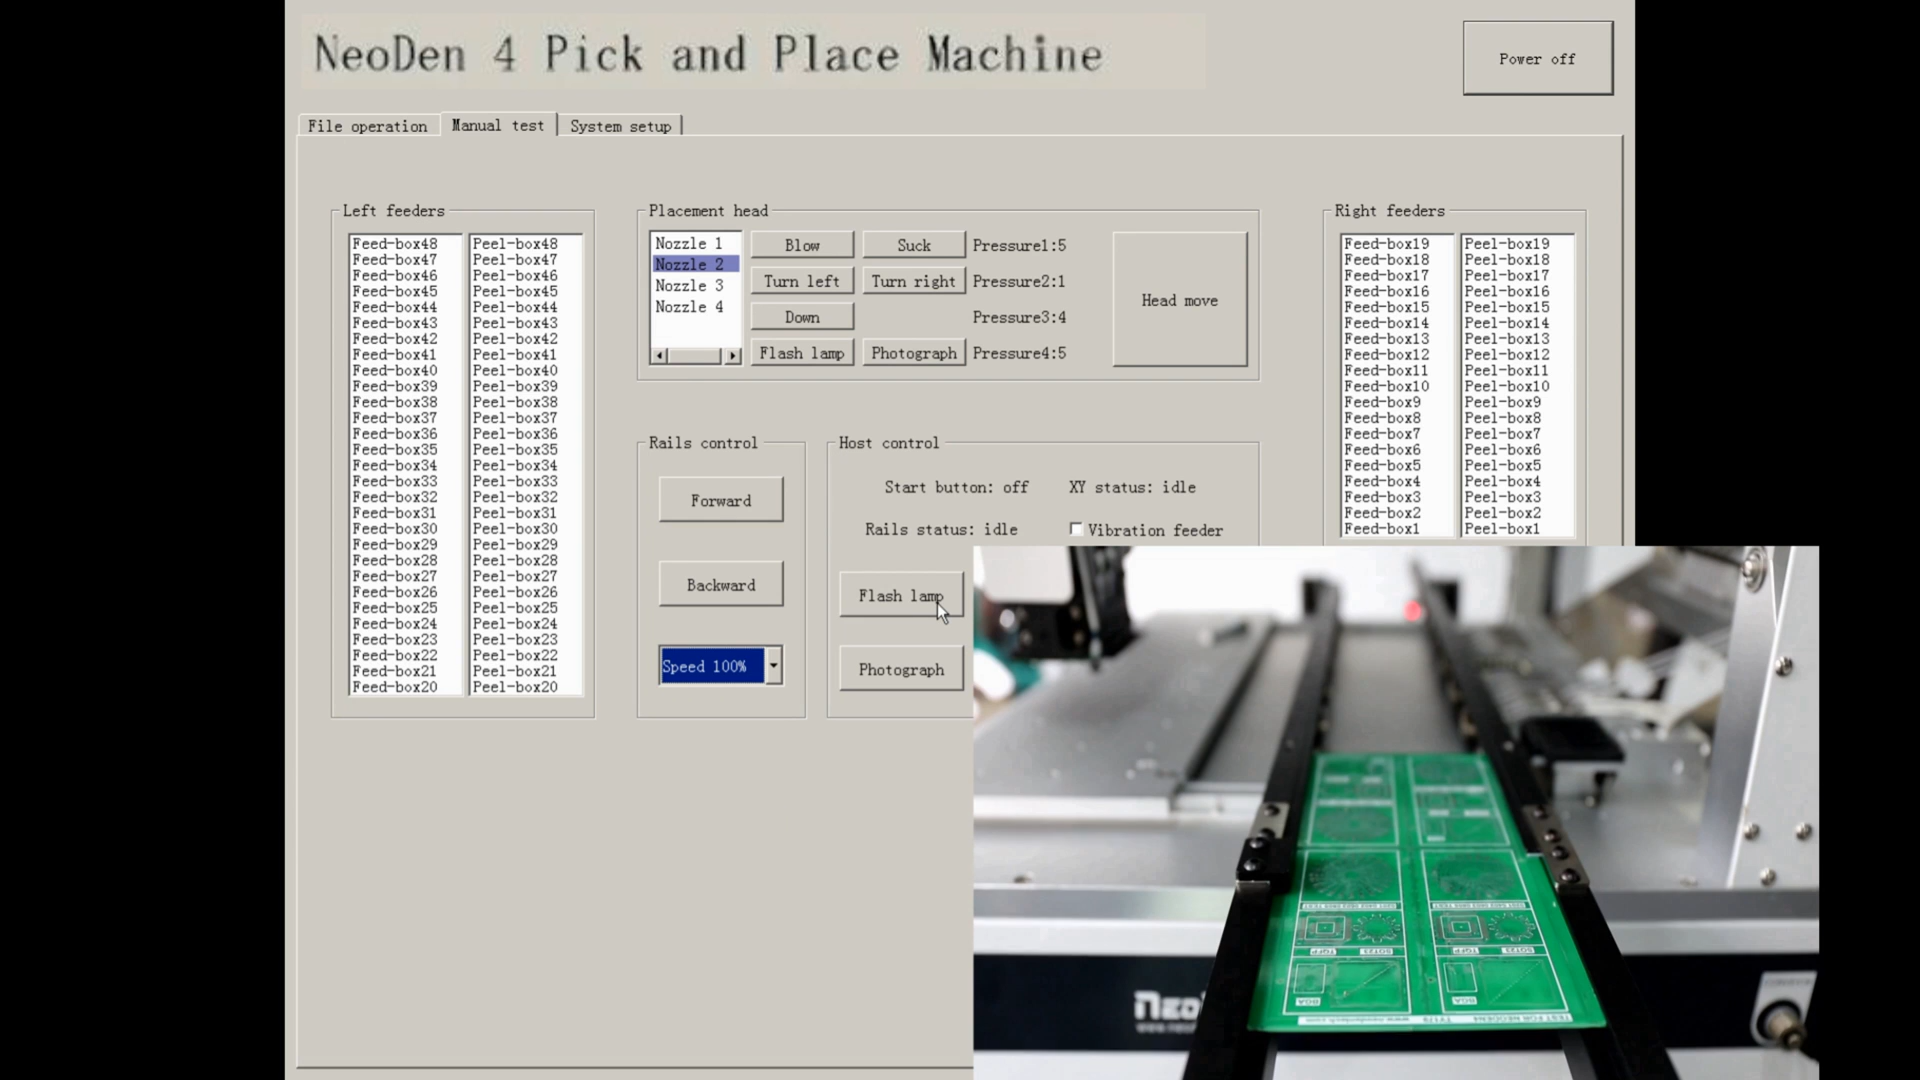 NeoDen 4 Pick and Place Machine
Power off
File operation
Manual test
System setup
Left feeders
Feed-box48
Feed-box47
Feed-box46
Feed-box45
Feed-box44
Feed-box43
Feed-box42
Feed-box41
Feed-box40
Feed-box39
Feed-box38
Feed-box37
Feed-box36
Feed-box35
Feed-box34
Feed-box33
Feed-box32
Feed-box31
Feed-box30
Feed-box29
Feed-box28
Feed-box27
Feed-box26
Feed-box25
Feed-box24
Feed-box23
Feed-box22
Feed-box21
Feed-box20
Peel-box48
Peel-box47
Peel-box46
Peel-box45
Peel-box44
Peel-box43
Peel-box42
Peel-box41
Peel-box40
Peel-box39
Peel-box38
Peel-box37
Peel-box36
Peel-box35
Peel-box34
Peel-box33
Peel-box32
Peel-box31
Peel-box30
Peel-box29
Peel-box28
Peel-box27
Peel-box26
Peel-box25
Peel-box24
Peel-box23
Peel-box22
Peel-box21
Peel-box20
Placement head
Nozzle 1
Nozzle 2
Nozzle 3
Nozzle 4
Blow
Suck
Pressure1:5
Turn left
Turn right
Pressure2:1
Down
Pressure3:4
Flash lamp
Photograph
Pressure4:5
Head move
Rails control
Forward
Backward
Speed 100%
Host control
Start button: off
XY status: idle
Rails status: idle
Vibration feeder
Flash lamp
Photograph
Right feeders
Feed-box19
Feed-box18
Feed-box17
Feed-box16
Feed-box15
Feed-box14
Feed-box13
Feed-box12
Feed-box11
Feed-box10
Feed-box9
Feed-box8
Feed-box7
Feed-box6
Feed-box5
Feed-box4
Feed-box3
Feed-box2
Feed-box1
Peel-box19
Peel-box18
Peel-box17
Peel-box16
Peel-box15
Peel-box14
Peel-box13
Peel-box12
Peel-box11
Peel-box10
Peel-box9
Peel-box8
Peel-box7
Peel-box6
Peel-box5
Peel-box4
Peel-box3
Peel-box2
Peel-box1
TQFP
SOT23
TQFP
SOT23
BGA
BGA
TEST FOR NEODEN4
Neo